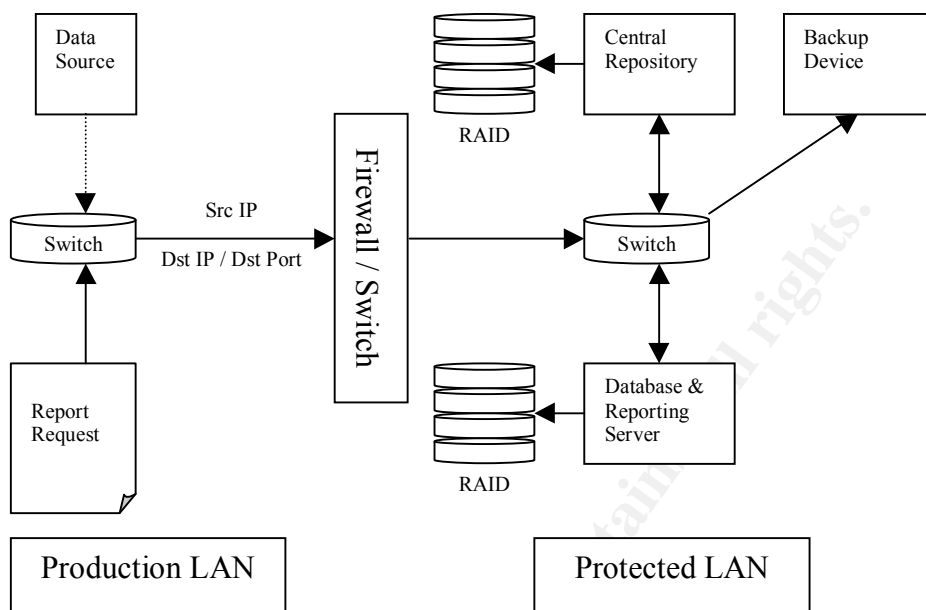 Data
Source
RAID
Central
Repository
Backup
Device
Firewall / Switch
Switch
Src IP
Dst IP / Dst Port
Switch
Report
Request
RAID
Database &
Reporting
Server
Production LAN
Protected LAN
rights.